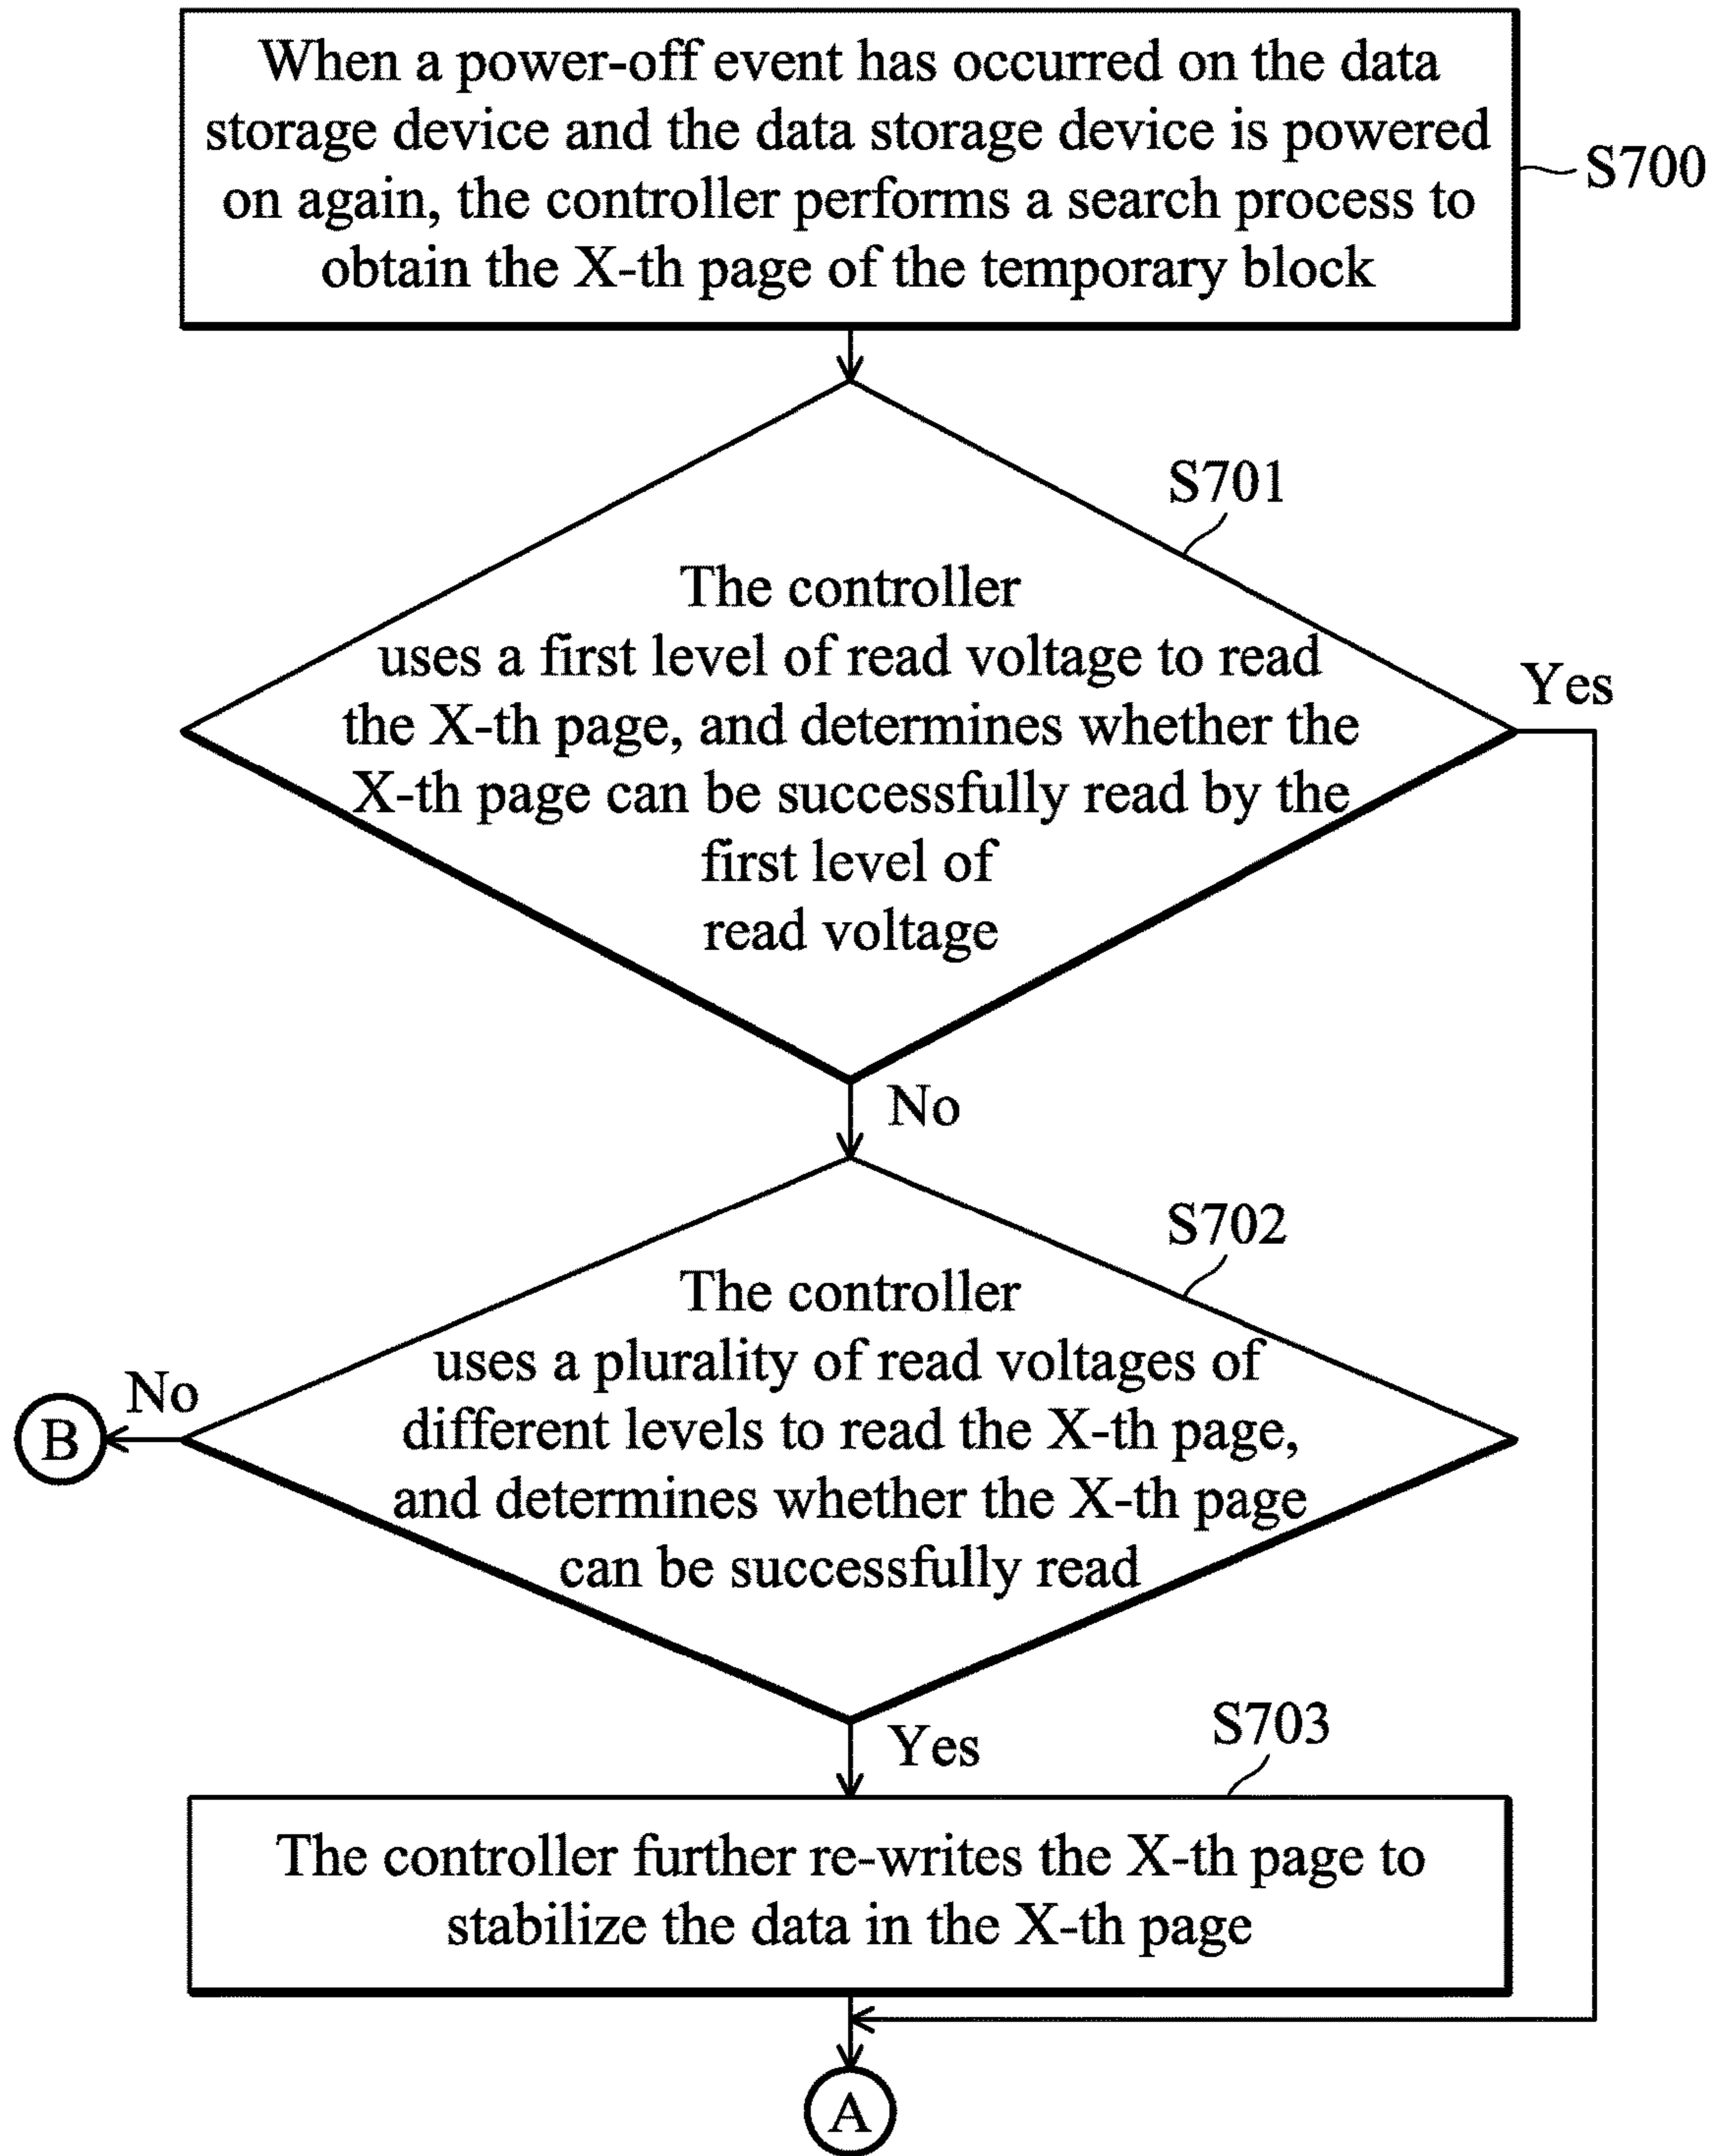 When a power-off event has occurred on the data
storage device and the data storage device is powered
on again, the controller performs a search process to
obtain the X-th page of the temporary block
S700
S701
The controller
uses a first level of read voltage to read
the X-th page, and determines whether the
X-th page can be successfully read by the
first level of
read voltage
Yes
No
S702
The controller
uses a plurality of read voltages of
different levels to read the X-th page,
and determines whether the X-th page
can be successfully read
No
B
Yes
S703
The controller further re-writes the X-th page to
stabilize the data in the X-th page
A